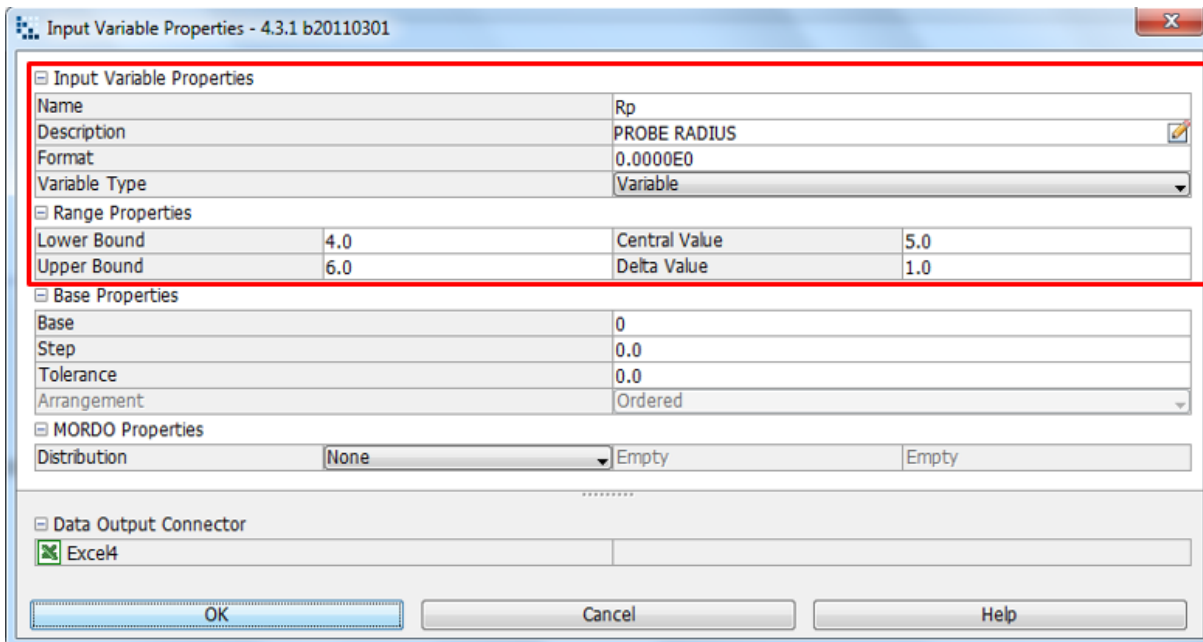 Input Variable Properties - 4.3.1 b20110301
Input Variable Properties
Name Rp
Description PROBE RADIUS
Format 0.0000E0
Variable Type Variable
Range Properties
Lower Bound 4.0 Central Value 5.0
Upper Bound 6.0 Delta Value 1.0
Base Properties
Base 0
Step 0.0
Tolerance 0.0
Arrangement Ordered
MORDO Properties
Distribution None Empty Empty
Data Output Connector
Excel4
OK Cancel Help